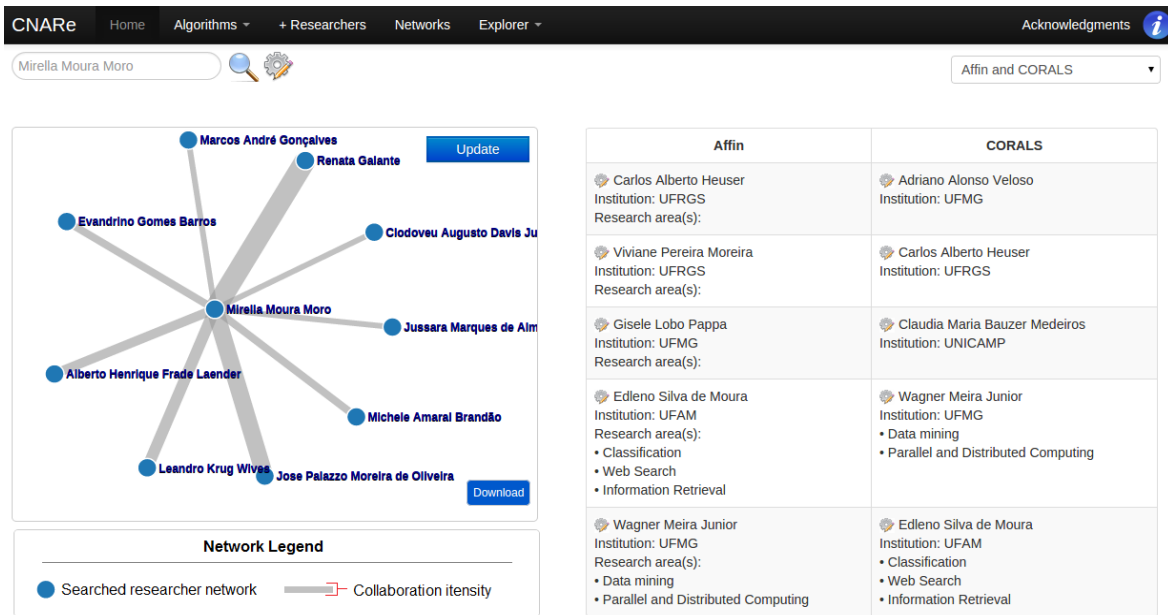 CNARe Home Algorithms + Researchers Networks Explorer Acknowledgments i
Mirella Moura Moro
Affin and CORALS
Update
Marcos André Gonçalves
Renata Galante
Evandrino Gomes Barros
Clodoveu Augusto Davis Ju
Mirella Moura Moro
Jussara Marques de Alm
Alberto Henrique Frade Laender
Michele Amaral Brandão
Leandro Krug Wives
Jose Palazzo Moreira de Oliveira
Download
Network Legend
Searched researcher network
Collaboration itensity
Affin
CORALS
Carlos Alberto Heuser
Institution: UFRGS
Research area(s):
Adriano Alonso Veloso
Institution: UFMG
Viviane Pereira Moreira
Institution: UFRGS
Research area(s):
Carlos Alberto Heuser
Institution: UFRGS
Gisele Lobo Pappa
Institution: UFMG
Research area(s):
Claudia Maria Bauzer Medeiros
Institution: UNICAMP
Edleno Silva de Moura
Institution: UFAM
Research area(s):
• Classification
• Web Search
• Information Retrieval
Wagner Meira Junior
Institution: UFMG
• Data mining
• Parallel and Distributed Computing
Wagner Meira Junior
Institution: UFMG
Research area(s):
• Data mining
• Parallel and Distributed Computing
Edleno Silva de Moura
Institution: UFAM
• Classification
• Web Search
• Information Retrieval